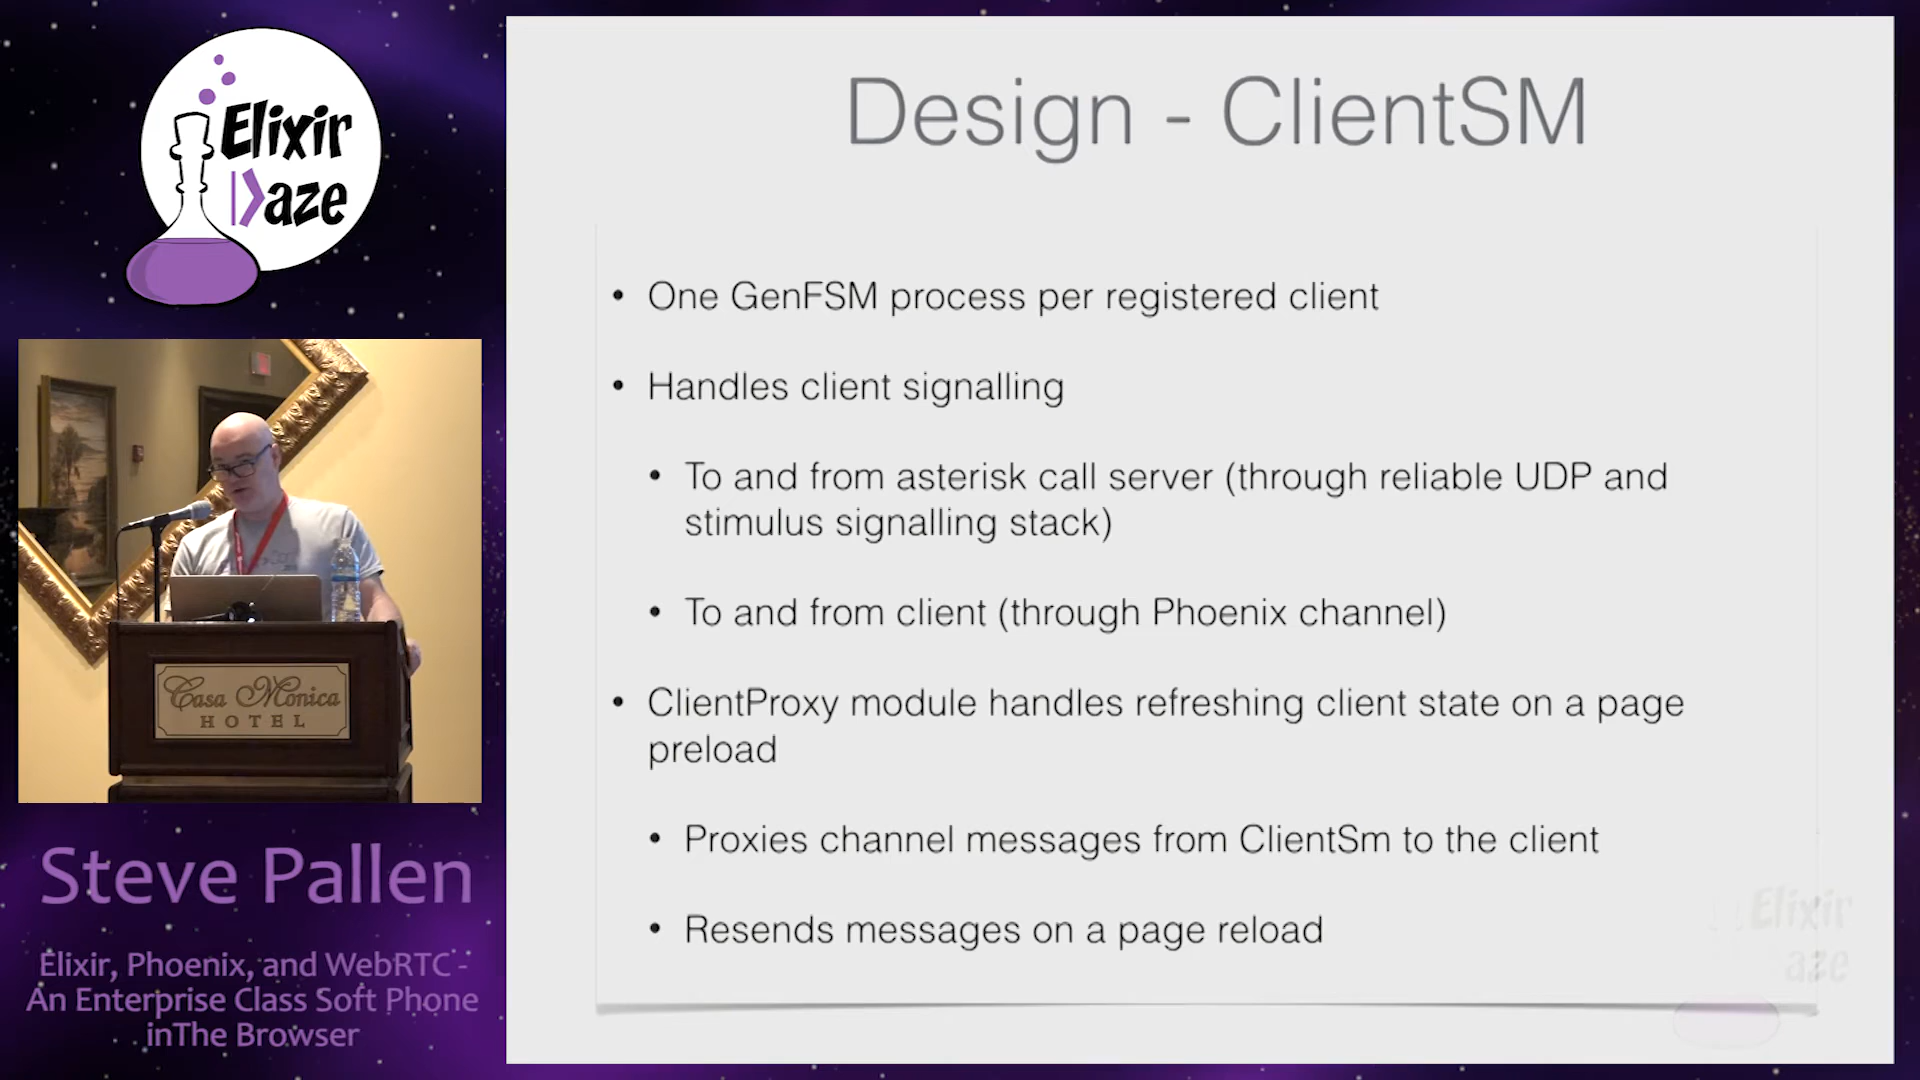 Elixir
|>aze
Casa Monica
HOTEL
Steve Pallen
Elixir, Phoenix, and WebRTC -
An Enterprise Class Soft Phone
inThe Browser
Design - ClientSM
• One GenFSM process per registered client
• Handles client signalling
• To and from asterisk call server (through reliable UDP and
stimulus signalling stack)
• To and from client (through Phoenix channel)
• ClientProxy module handles refreshing client state on a page
preload
• Proxies channel messages from ClientSm to the client
• Resends messages on a page reload
Elixir
aze